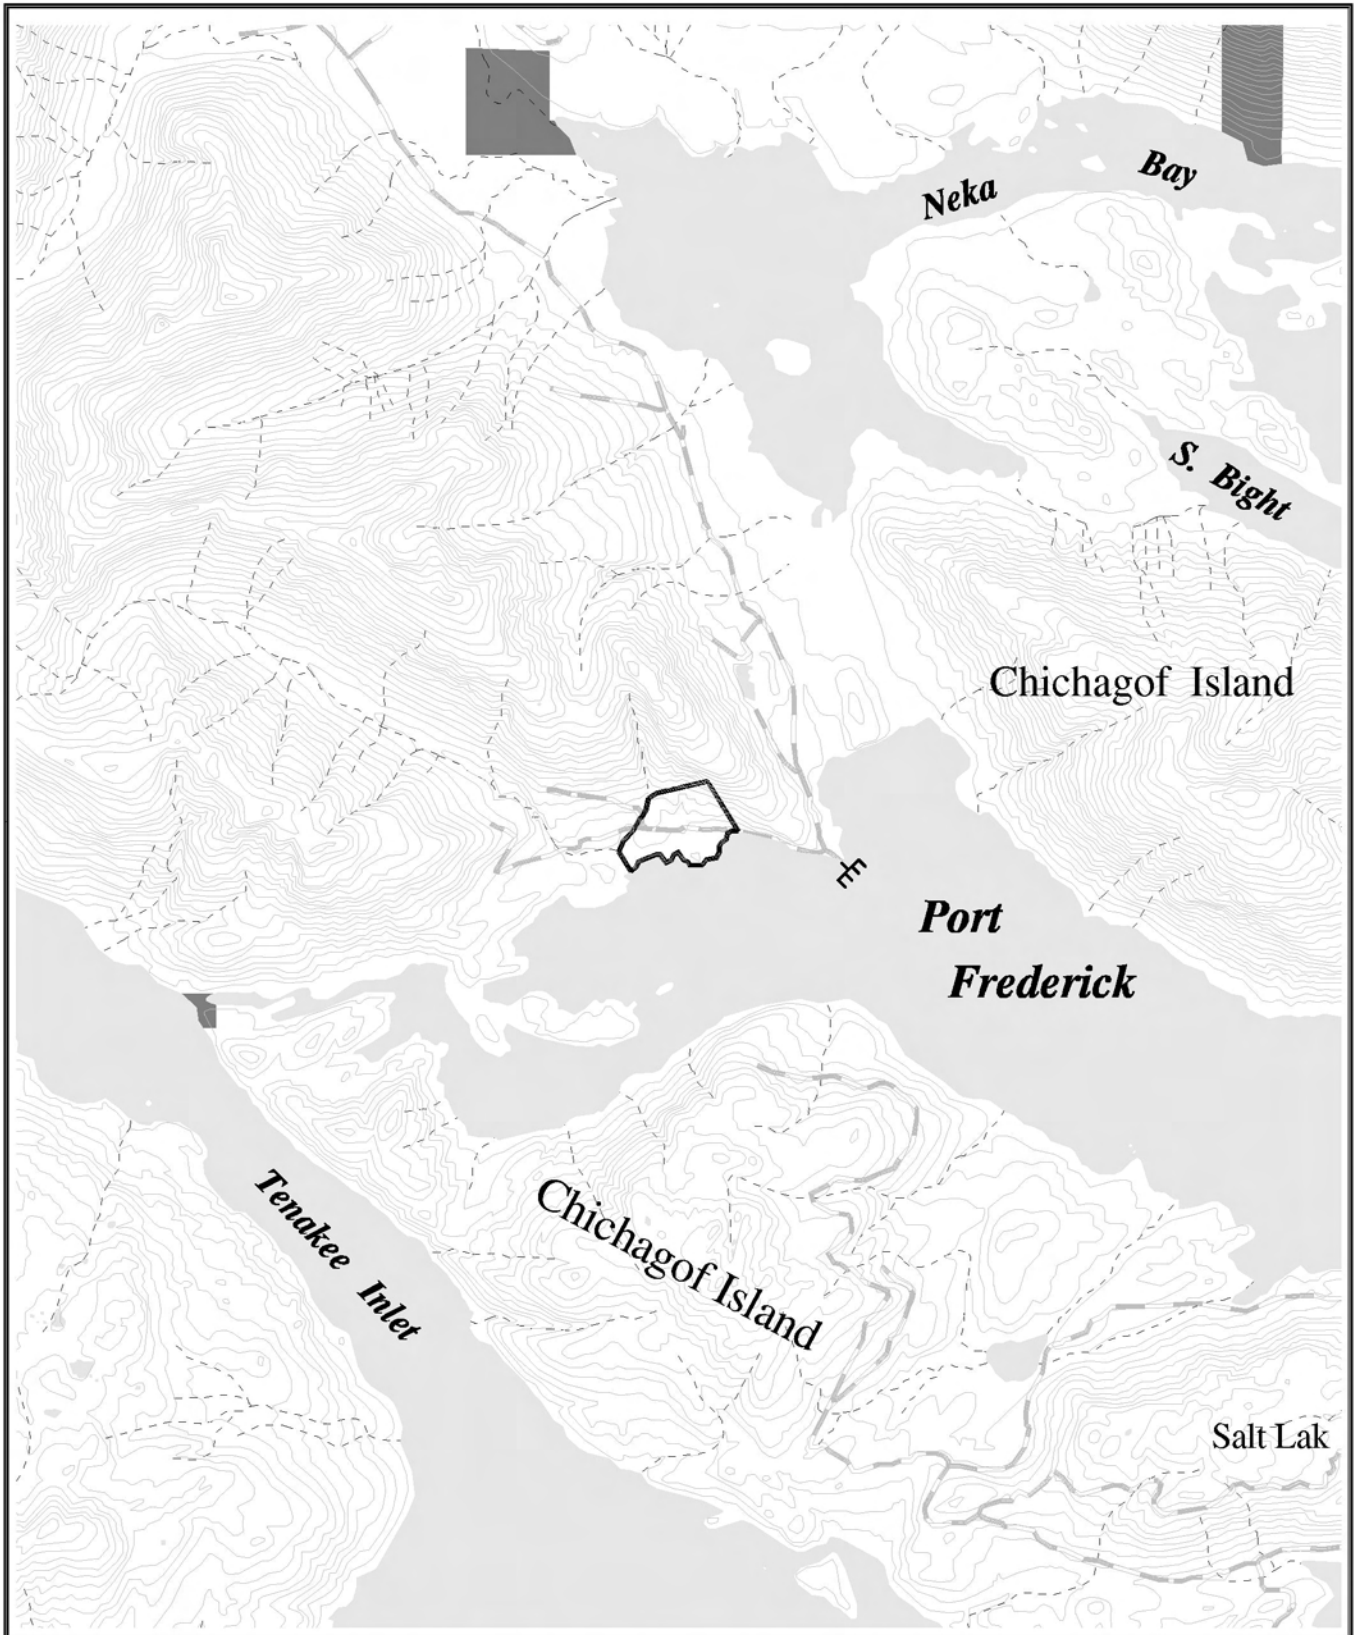 Bay
Neka
S. Bight
Chichagof Island
Port
Frederick
Tenakee Inlet
Chichagof Island
Salt Lak